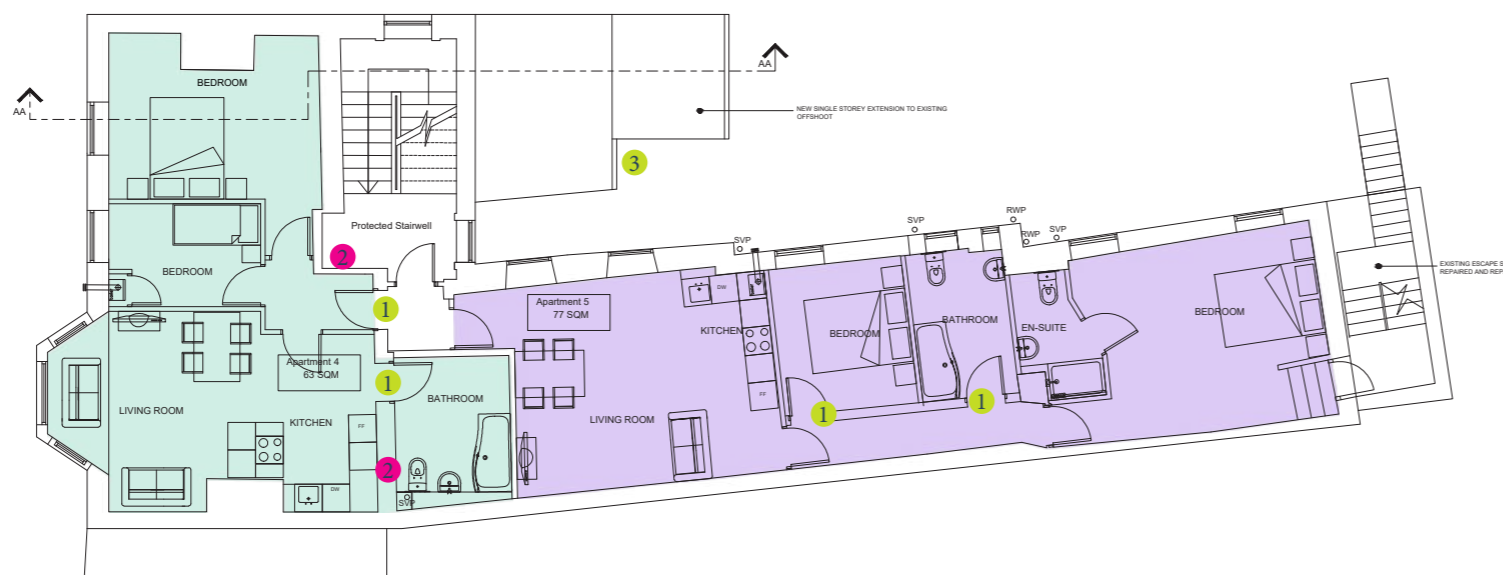 BEDROOM
AA
AA
NEW SINGLE STOREY EXTENSION TO EXISTING
OFFSHOOT
3
Protected Stairwell
2
BEDROOM
SVP
SVP
RWP
RWP
SVP
EXISTING ESCAPE S
REPAIRED AND REP
1
Apartment 5
77 SQM
DW
KITCHEN
BEDROOM
BATHROOM
EN-SUITE
BEDROOM
Apartment 4
63 SQM
1
BATHROOM
LIVING ROOM
KITCHEN
FF
LIVING ROOM
FF
1
1
2
DW
SVP